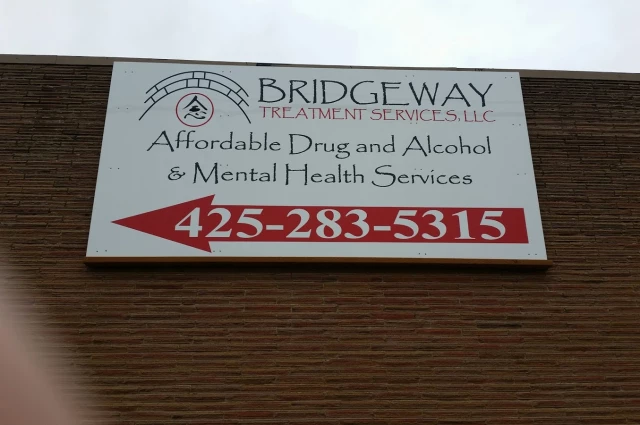 BRIDGEWAY
TREATMENT SERVICES, LLC
Affordable Drug and Alcohol
& Mental Health Services
425-283-5315